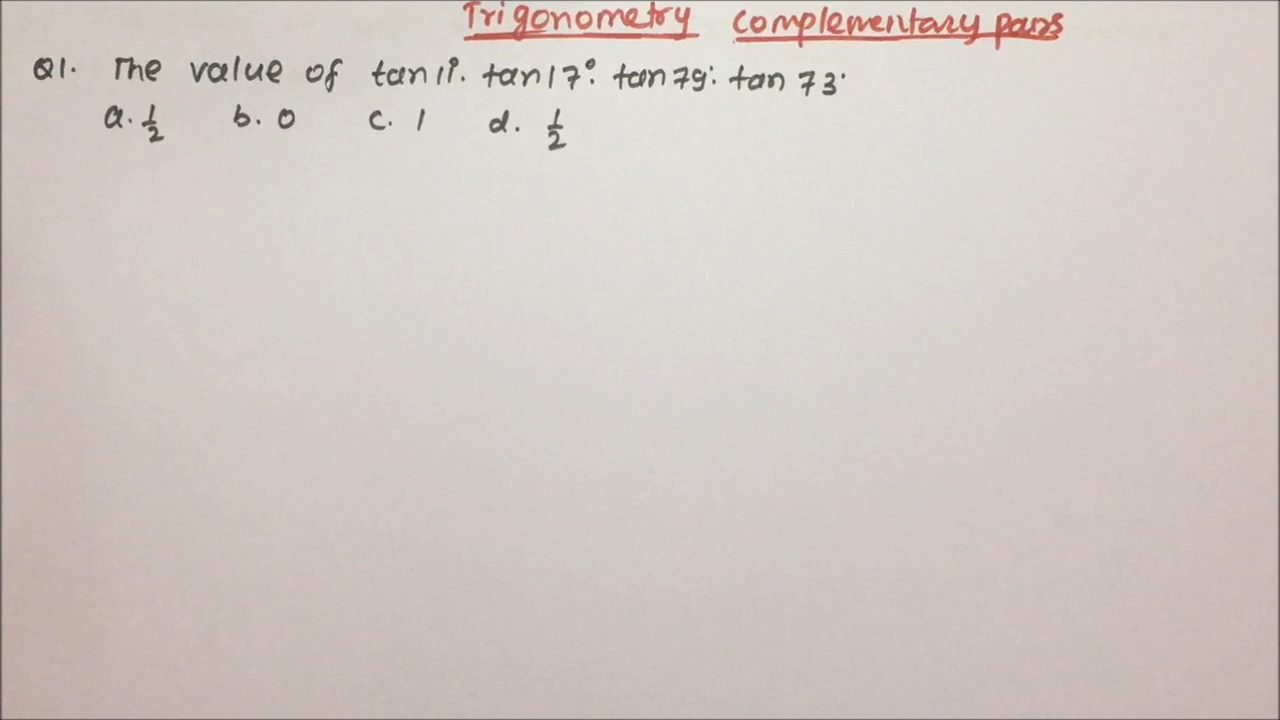 Trigonometry complementary pairs
Q1. The value of tan 11°. tan 17°. tan 79°. tan 73°
a. 1/2 b. 0 c. 1 d. 1/2